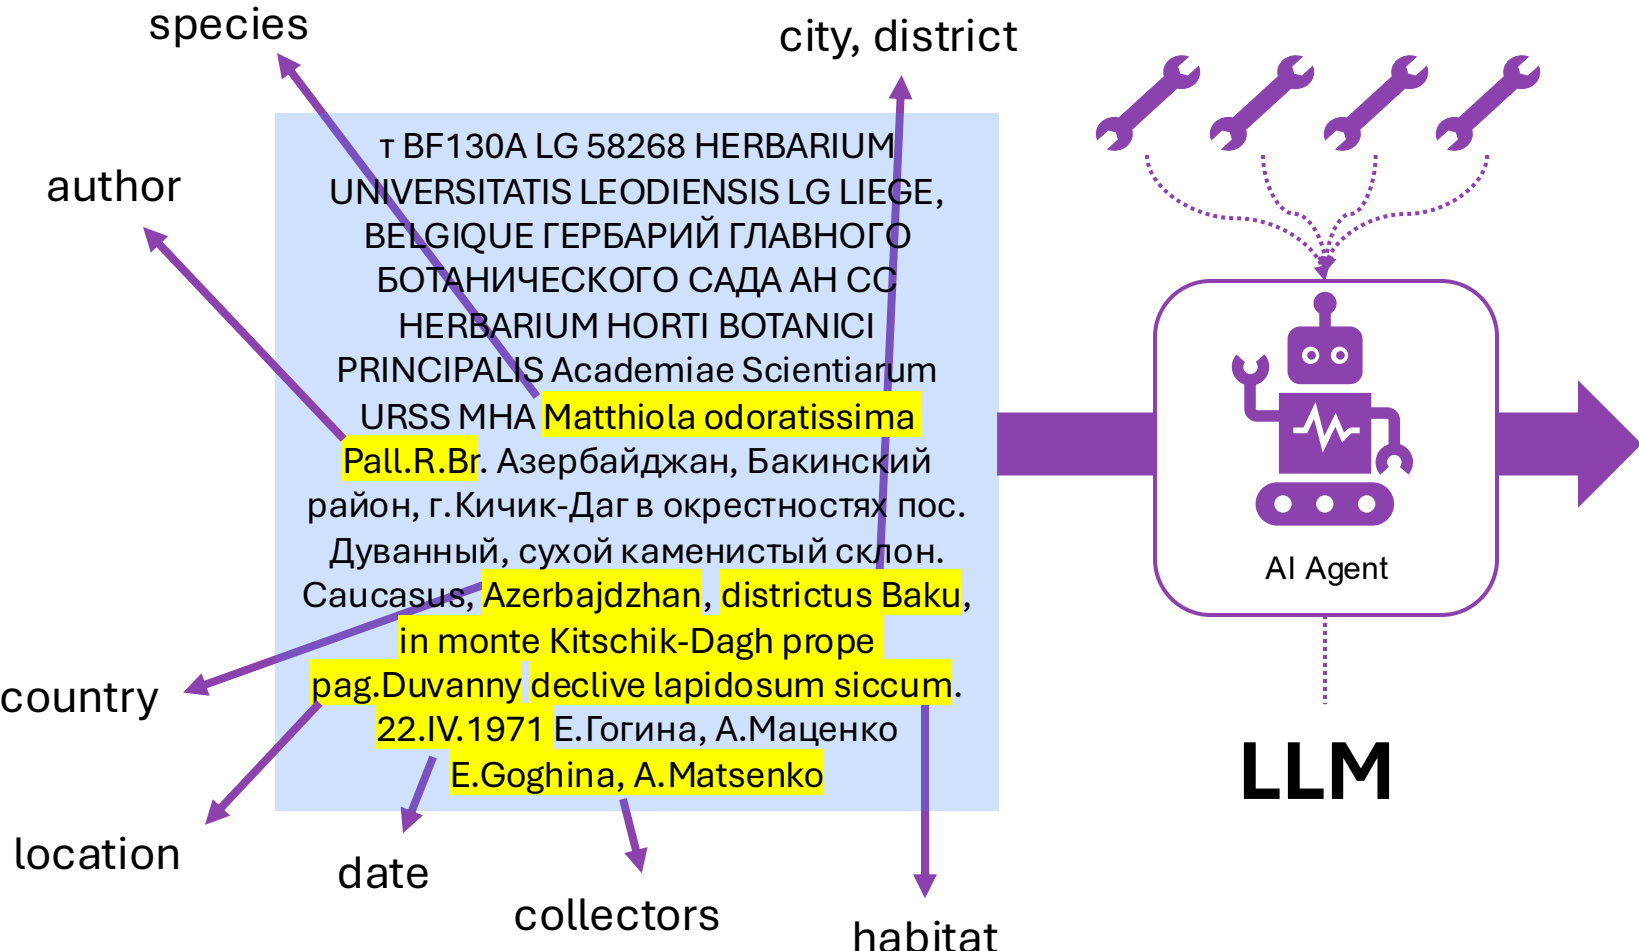 species
city, district
author
т BF130A LG 58268 HERBARIUM
UNIVERSITATIS LEODIENSIS LG LIEGE,
BELGIQUE ГЕРБАРИЙ ГЛАВНОГО
БОТАНИЧЕСКОГО САДА АН СС
HERBARIUM HORTI BOTANICI
PRINCIPALIS Academiae Scientiarum
URSS MHA Matthiola odoratissima
Pall.R.Br. Азербайджан, Бакинский
район, г.Кичик-Даг в окрестностях пос.
Дуванный, сухой каменистый склон.
Caucasus, Azerbajdzhan, districtus Baku,
in monte Kitschik-Dagh prope
pag.Duvanny declive lapidosum siccum.
22.IV.1971 Е.Гогина, А.Маценко
E.Goghina, A.Matsenko
country
location
date
collectors
habitat
AI Agent
LLM